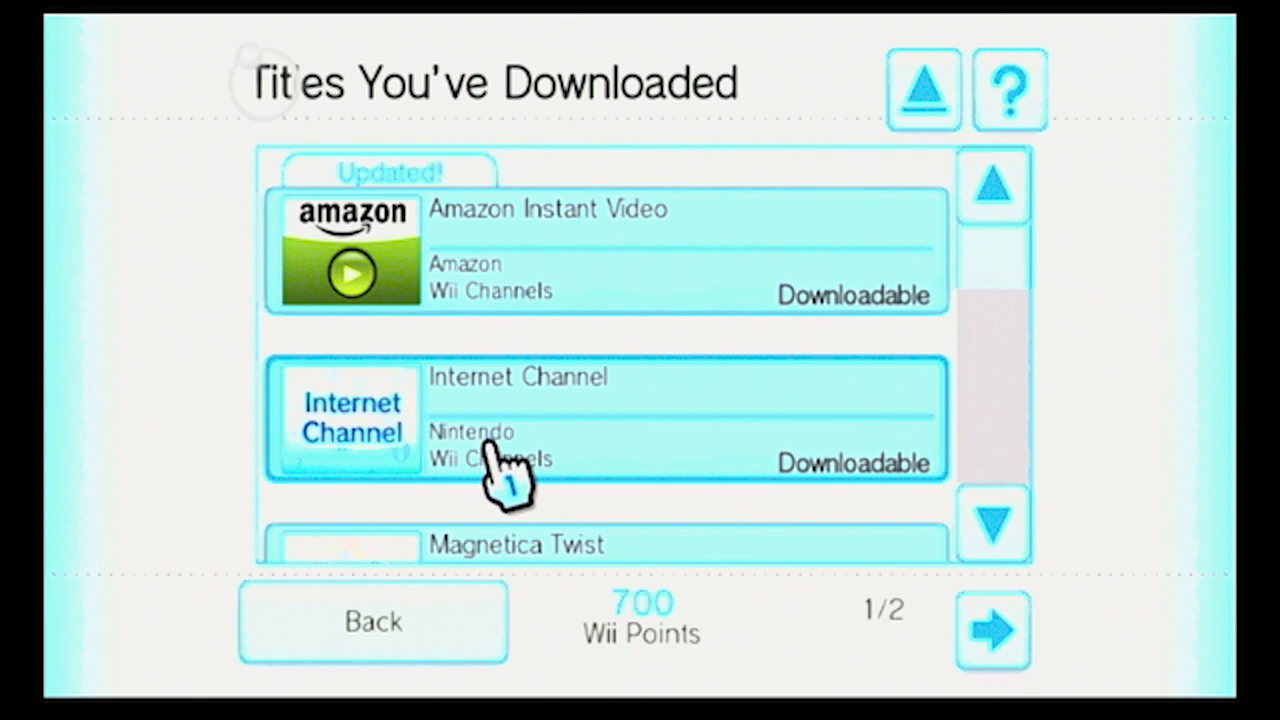 Titles You've Downloaded
?
Updated!
amazon
Amazon Instant Video
Amazon
Wii Channels
Downloadable
Internet
Channel
Internet Channel
Nintendo
Wii Channels
Downloadable
1
Magnetica Twist
Back
700
Wii Points
1/2